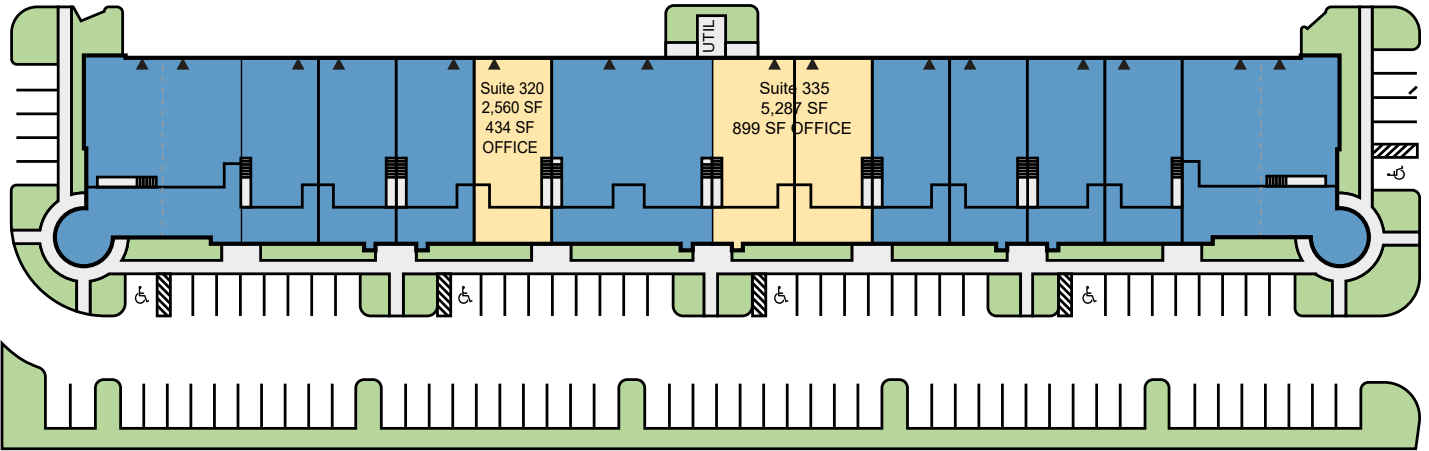 UTIL
Suite 320
2,560 SF
434 SF
OFFICE
Suite 335
5,287 SF
899 SF OFFICE